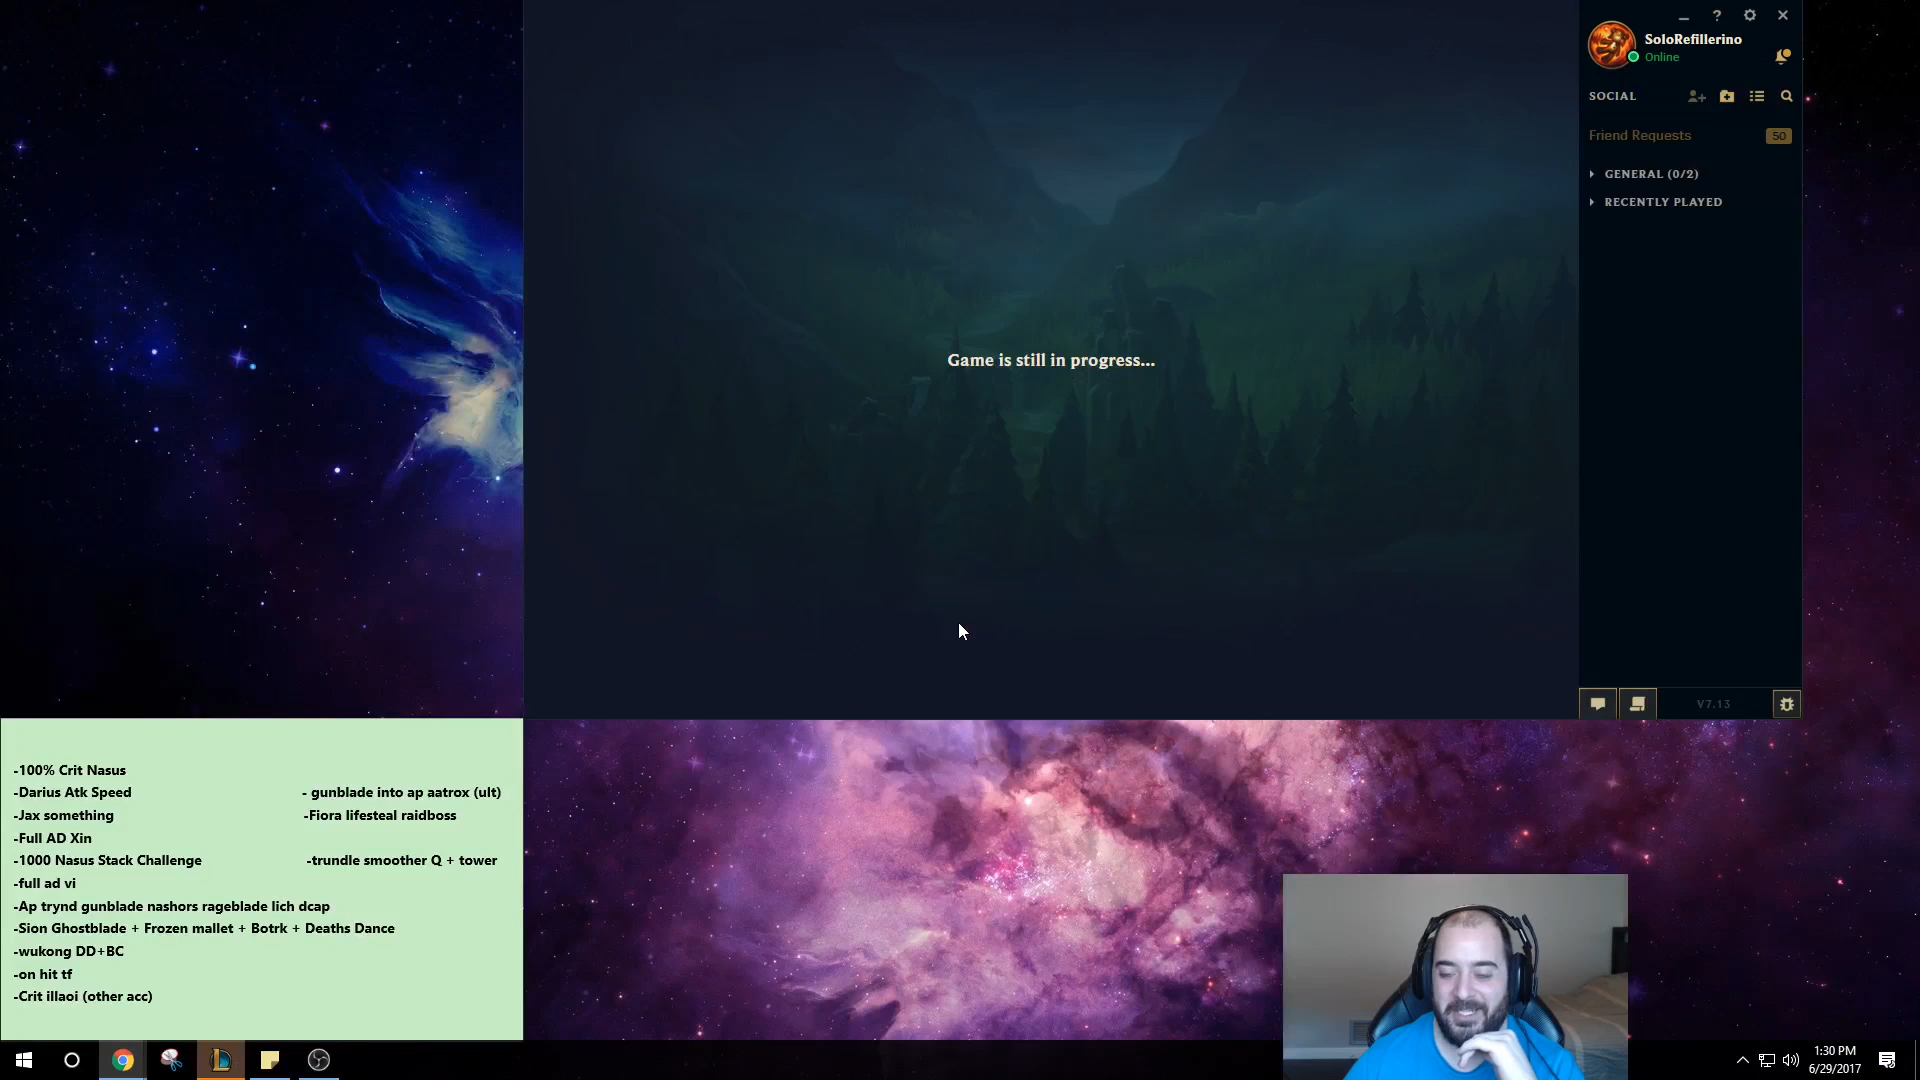 ?
SoloRefillerino
Online
SOCIAL
Friend Requests 50
GENERAL (0/2)
RECENTLY PLAYED
Game is still in progress...
V7.13
-100% Crit Nasus
-Darius Atk Speed - gunblade into ap aatrox (ult)
-Jax something -Fiora lifesteal raidboss
-Full AD Xin
-1000 Nasus Stack Challenge -trundle smoother Q + tower
-full ad vi
-Ap trynd gunblade nashors rageblade lich dcap
-Sion Ghostblade + Frozen mallet + Botrk + Deaths Dance
-wukong DD+BC
-on hit tf
-Crit illaoi (other acc)
1:30 PM
6/29/2017